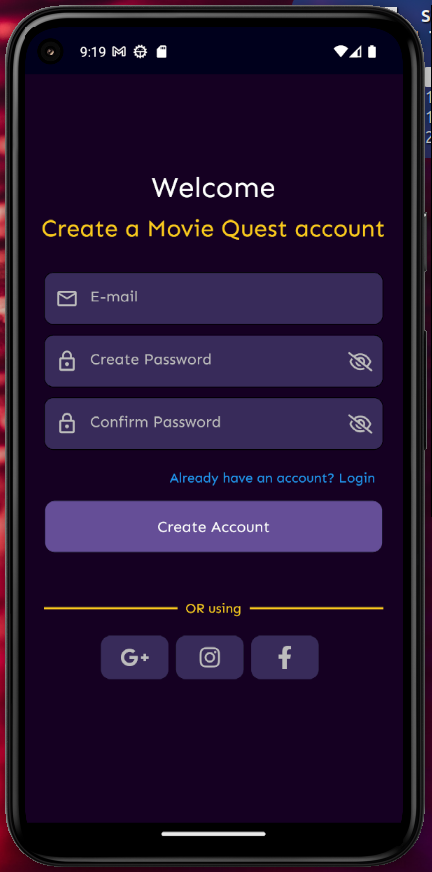 9:19
Welcome
Create a Movie Quest account
E-mail
Create Password
Confirm Password
Already have an account? Login
Create Account
OR using
G+